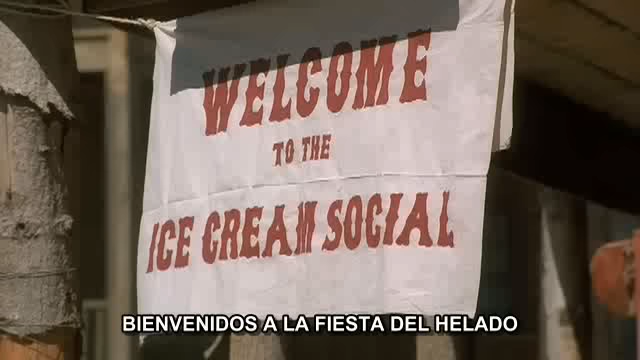 WELCOME
TO THE
ICE CREAM SOCIAL
BIENVENIDOS A LA FIESTA DEL HELADO